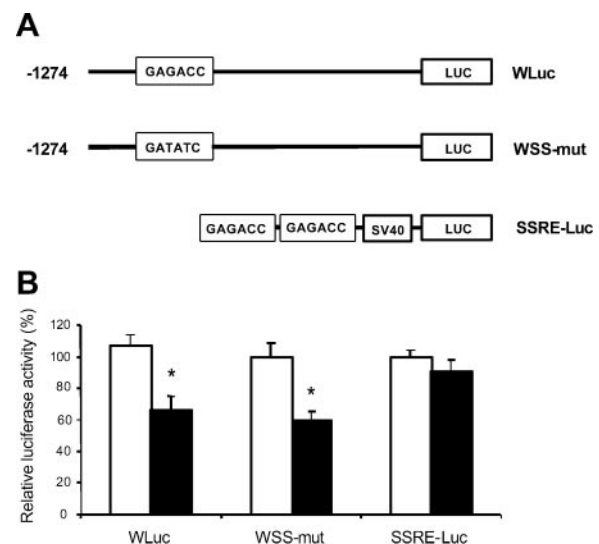 A
-1274 GAGACC LUC WLuc
-1274 GATATC LUC WSS-mut
GAGACC GAGACC SV40 LUC SSRE-Luc
B
Relative luciferase activity (%)
120
100
80
60
40
20
0
* *
WLuc WSS-mut SSRE-Luc